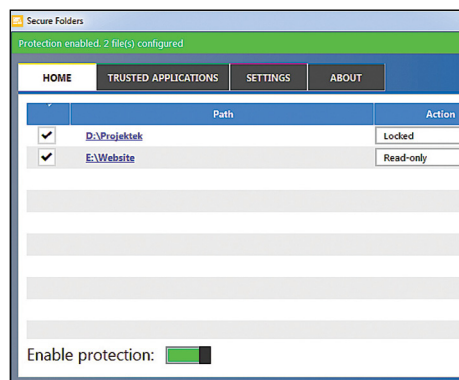 Secure Folders
Protection enabled. 2 file(s) configured
HOME TRUSTED APPLICATIONS SETTINGS ABOUT
Path Action
D:\Projektek Locked
E:\Website Read-only
Enable protection: